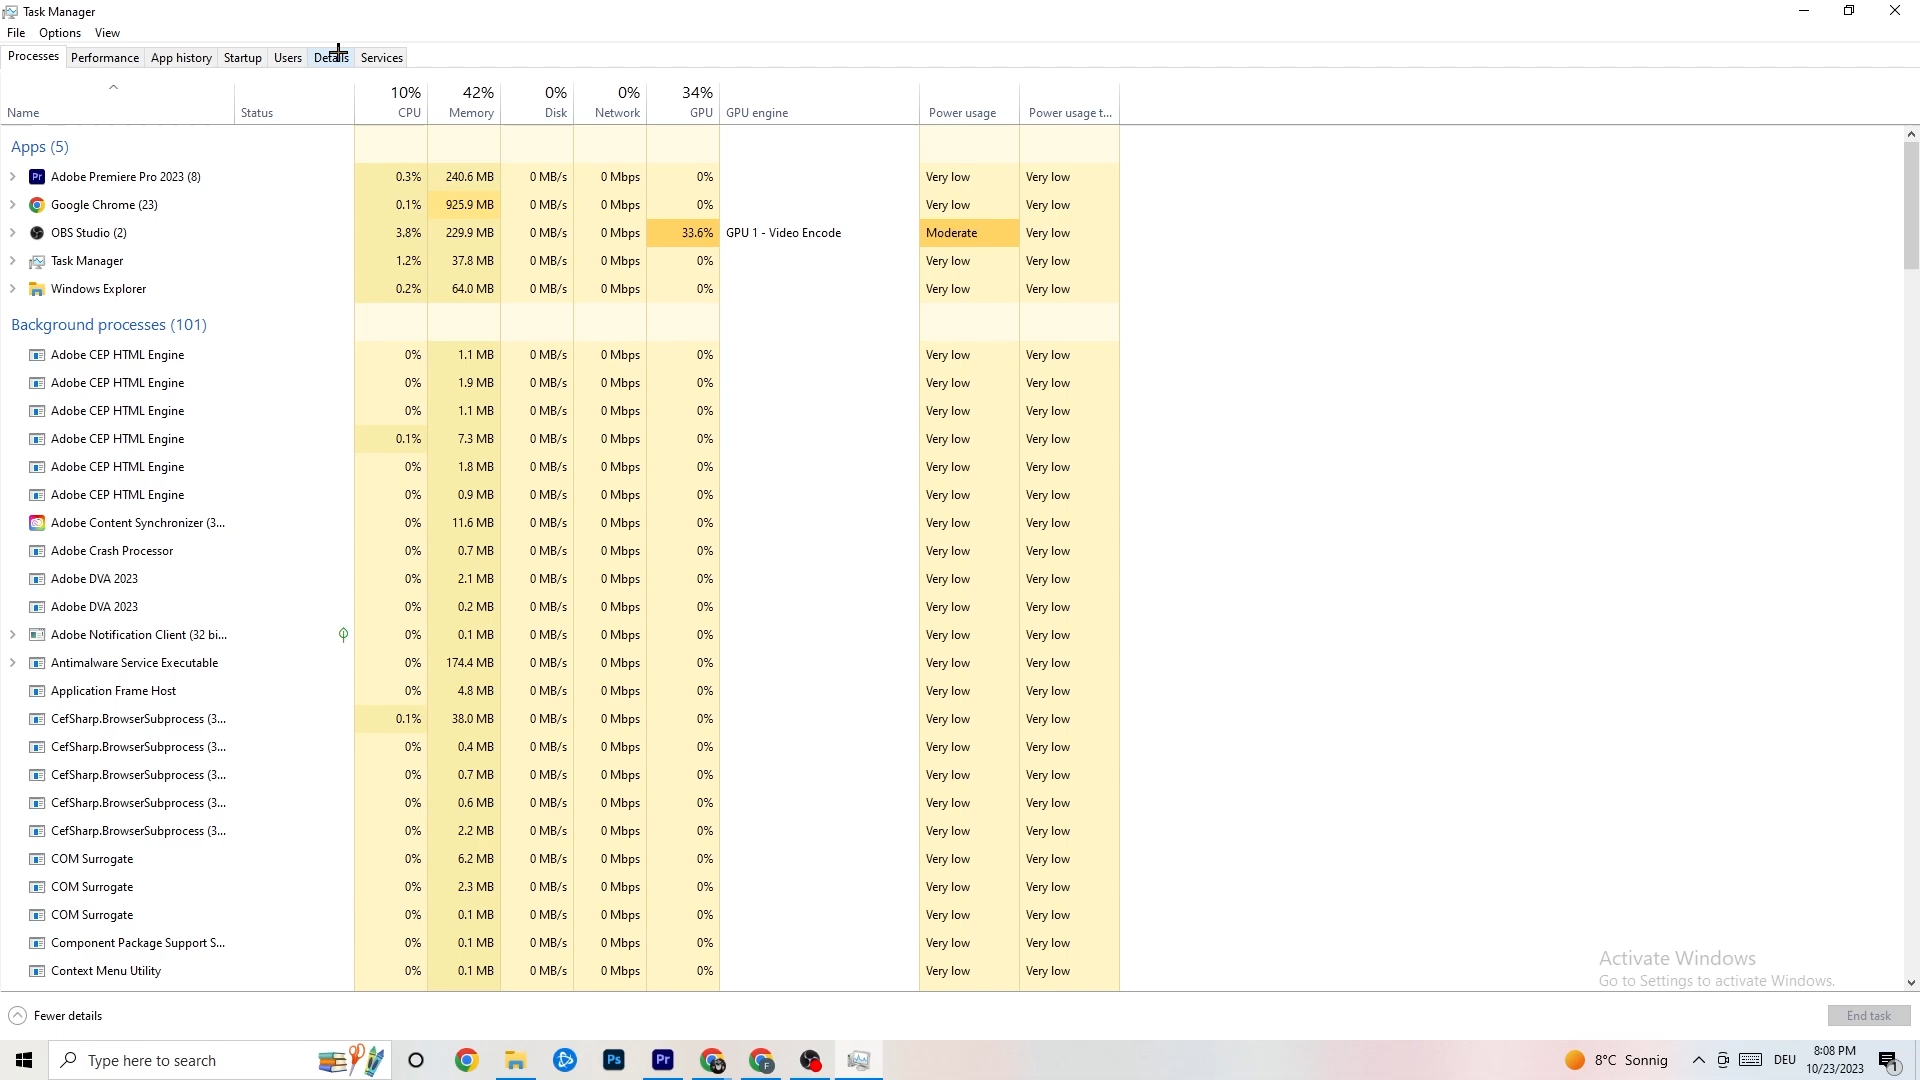 Task Manager
File Options View
Processes Performance App history Startup Users Details Services
10% 42% 0% 0% 34%
Name Status CPU Memory Disk Network GPU GPU engine Power usage Power usage t...
Apps (5)
Adobe Premiere Pro 2023 (8) 0.3% 240.6 MB 0 MB/s 0 Mbps 0% Very low Very low
Google Chrome (23) 0.1% 925.9 MB 0 MB/s 0 Mbps 0% Very low Very low
OBS Studio (2) 3.8% 229.9 MB 0 MB/s 0 Mbps 33.6% GPU 1 - Video Encode Moderate Very low
Task Manager 1.2% 37.8 MB 0 MB/s 0 Mbps 0% Very low Very low
Windows Explorer 0.2% 64.0 MB 0 MB/s 0 Mbps 0% Very low Very low
Background processes (101)
Adobe CEP HTML Engine 0% 1.1 MB 0 MB/s 0 Mbps 0% Very low Very low
Adobe CEP HTML Engine 0% 1.9 MB 0 MB/s 0 Mbps 0% Very low Very low
Adobe CEP HTML Engine 0% 1.1 MB 0 MB/s 0 Mbps 0% Very low Very low
Adobe CEP HTML Engine 0.1% 7.3 MB 0 MB/s 0 Mbps 0% Very low Very low
Adobe CEP HTML Engine 0% 1.8 MB 0 MB/s 0 Mbps 0% Very low Very low
Adobe CEP HTML Engine 0% 0.9 MB 0 MB/s 0 Mbps 0% Very low Very low
Adobe Content Synchronizer (3... 0% 11.6 MB 0 MB/s 0 Mbps 0% Very low Very low
Adobe Crash Processor 0% 0.7 MB 0 MB/s 0 Mbps 0% Very low Very low
Adobe DVA 2023 0% 2.1 MB 0 MB/s 0 Mbps 0% Very low Very low
Adobe DVA 2023 0% 0.2 MB 0 MB/s 0 Mbps 0% Very low Very low
Adobe Notification Client (32 bi... 0% 0.1 MB 0 MB/s 0 Mbps 0% Very low Very low
Antimalware Service Executable 0% 174.4 MB 0 MB/s 0 Mbps 0% Very low Very low
Application Frame Host 0% 4.8 MB 0 MB/s 0 Mbps 0% Very low Very low
CefSharp.BrowserSubprocess (3... 0.1% 38.0 MB 0 MB/s 0 Mbps 0% Very low Very low
CefSharp.BrowserSubprocess (3... 0% 0.4 MB 0 MB/s 0 Mbps 0% Very low Very low
CefSharp.BrowserSubprocess (3... 0% 0.7 MB 0 MB/s 0 Mbps 0% Very low Very low
CefSharp.BrowserSubprocess (3... 0% 0.6 MB 0 MB/s 0 Mbps 0% Very low Very low
CefSharp.BrowserSubprocess (3... 0% 2.2 MB 0 MB/s 0 Mbps 0% Very low Very low
COM Surrogate 0% 6.2 MB 0 MB/s 0 Mbps 0% Very low Very low
COM Surrogate 0% 2.3 MB 0 MB/s 0 Mbps 0% Very low Very low
COM Surrogate 0% 0.1 MB 0 MB/s 0 Mbps 0% Very low Very low
Component Package Support S... 0% 0.1 MB 0 MB/s 0 Mbps 0% Very low Very low
Context Menu Utility 0% 0.1 MB 0 MB/s 0 Mbps 0% Very low Very low
Activate Windows
Go to Settings to activate Windows.
Fewer details End task
Type here to search Ps Pr F 8°C Sonnig DEU 8:08 PM 1
10/23/2023